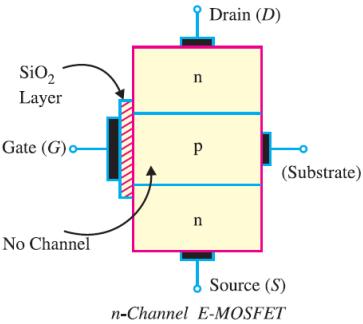 Drain (D)
n
SiO2
Layer
Gate (G)
p
(Substrate)
No Channel
n
Source (S)
n-Channel E-MOSFET